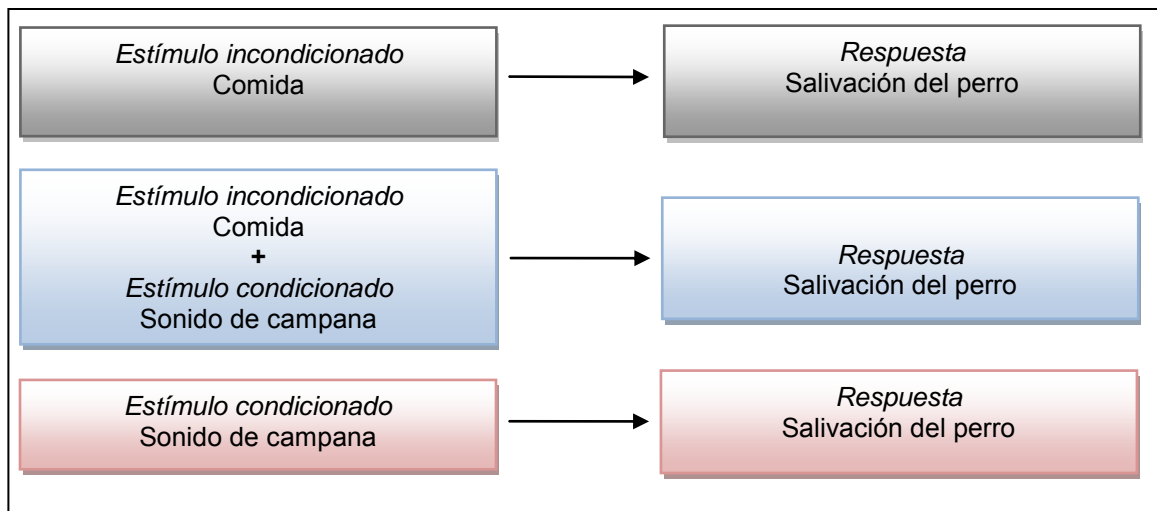 Estímulo incondicionado
Comida
Respuesta
Salivación del perro
Estímulo incondicionado
Comida
+
Estímulo condicionado
Sonido de campana
Respuesta
Salivación del perro
Estímulo condicionado
Sonido de campana
Respuesta
Salivación del perro